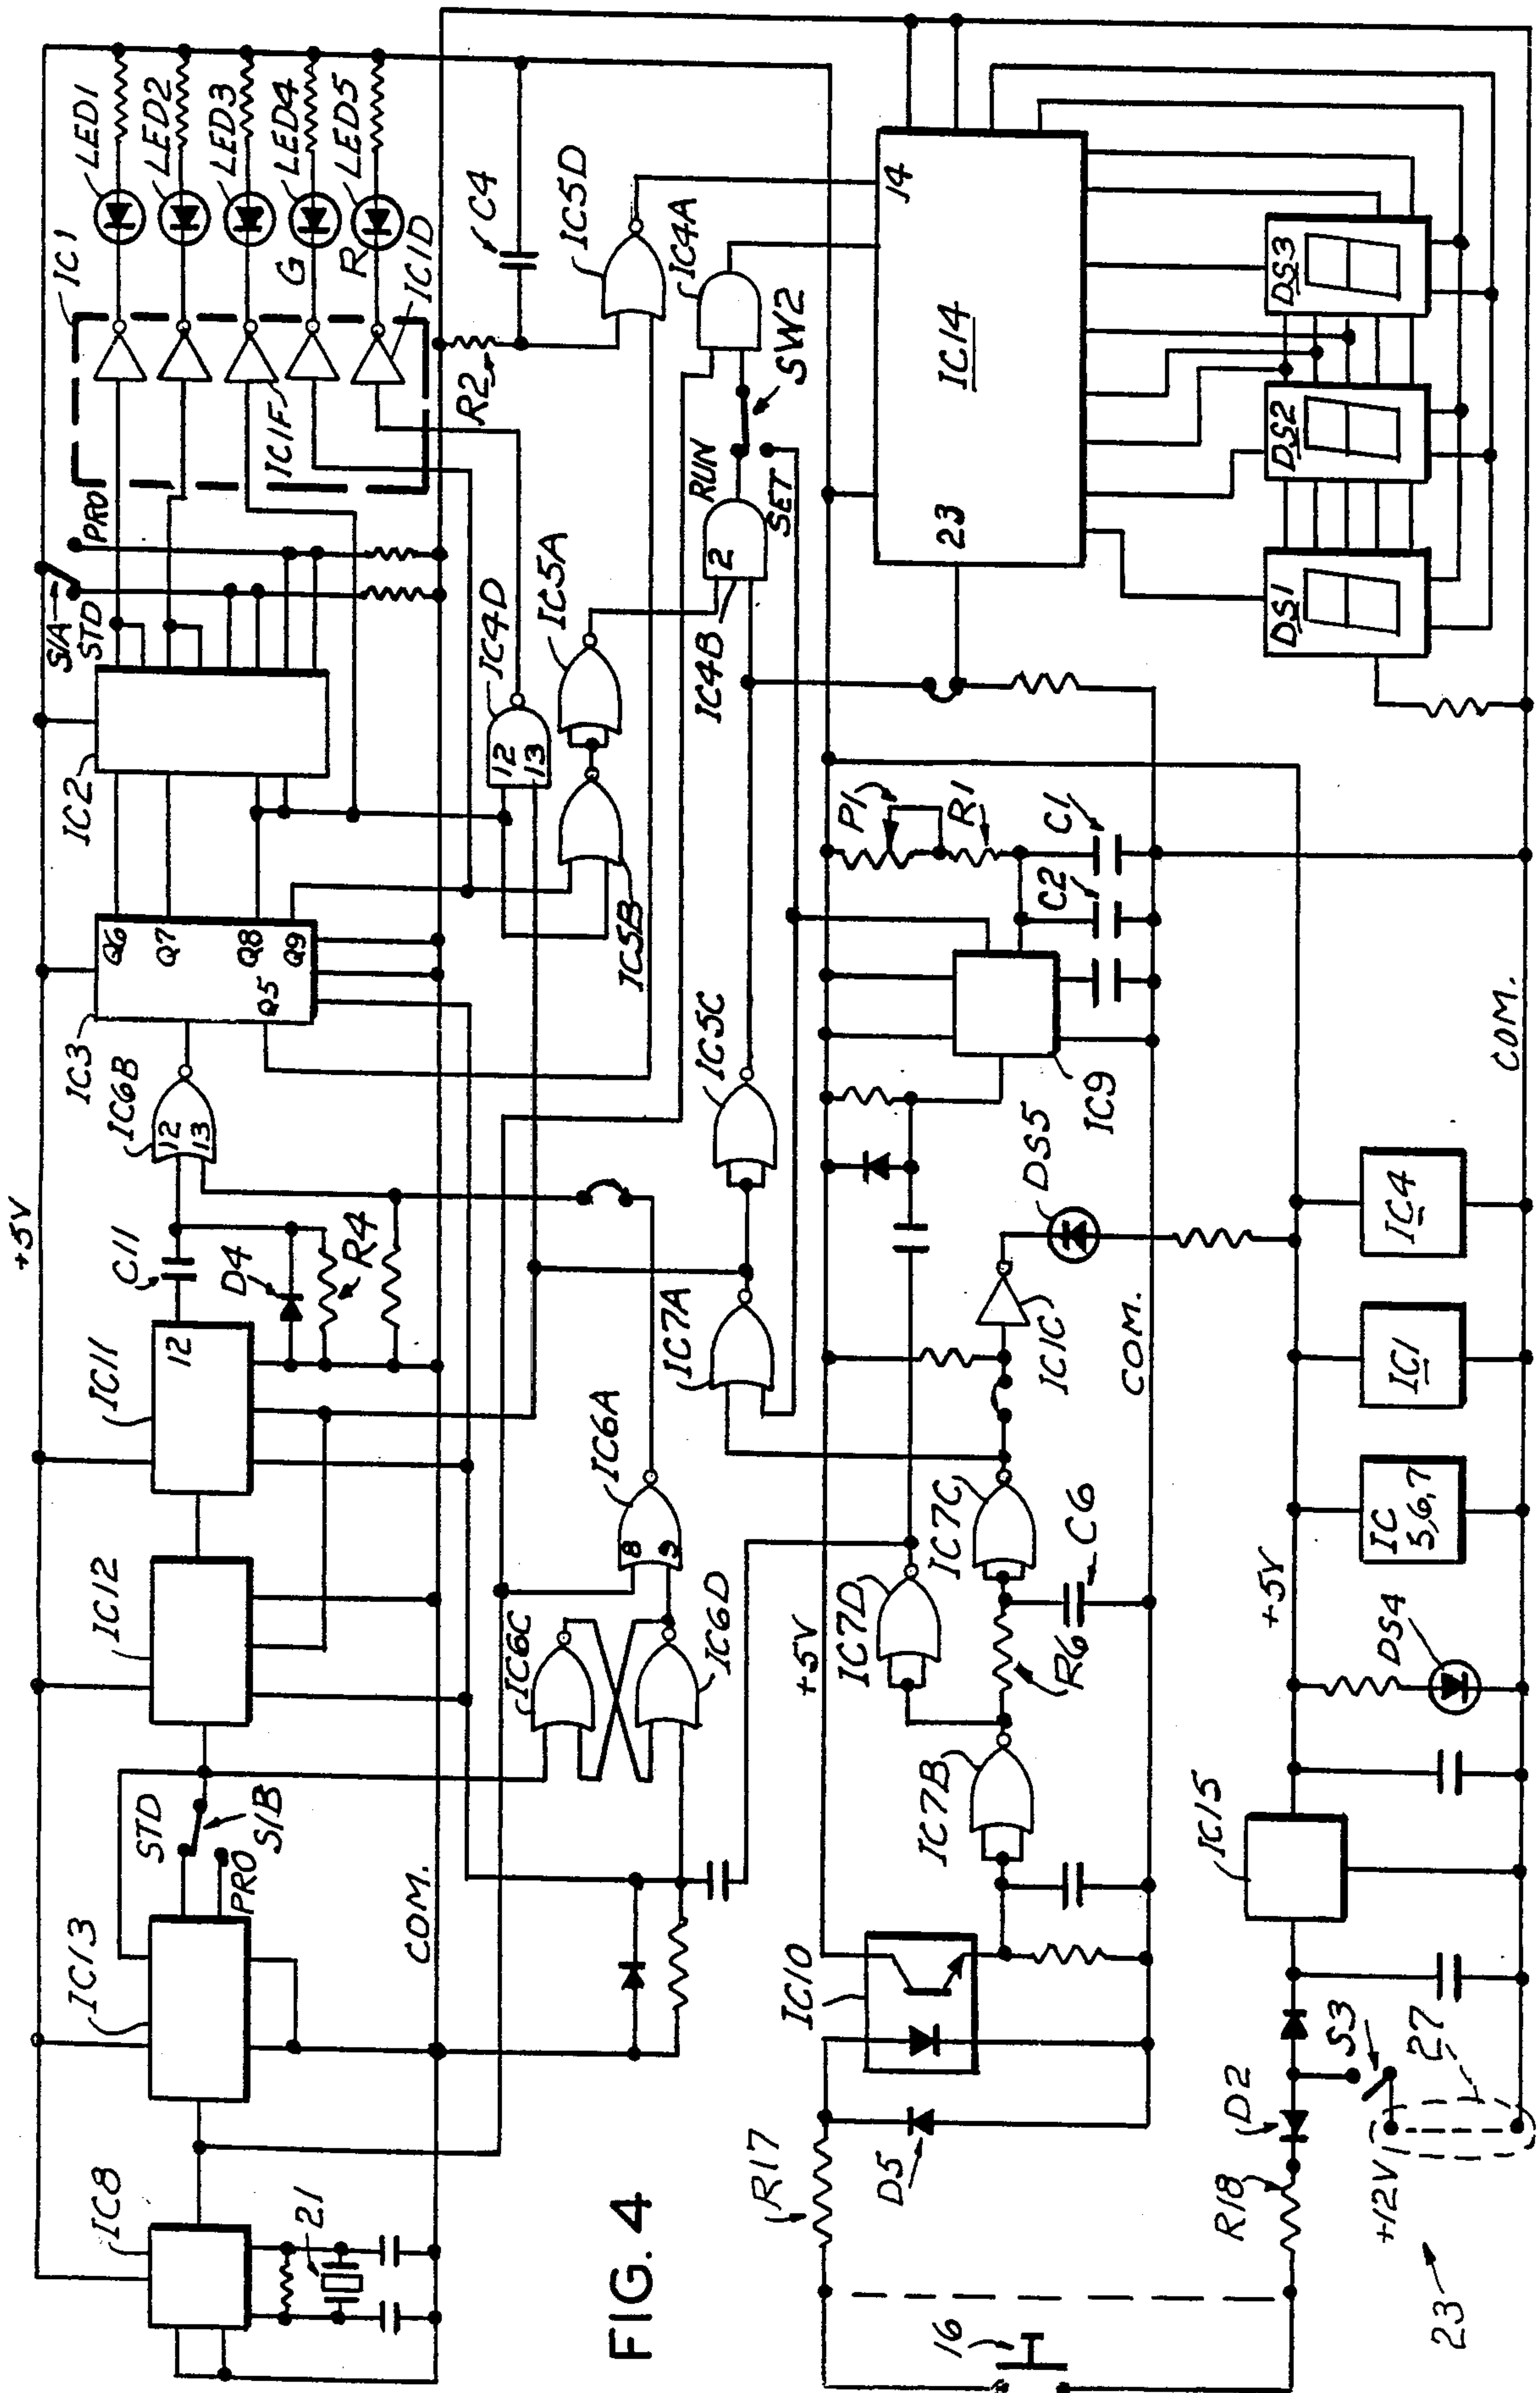 +5V
IC8
21
IC13
STD
PRO
S1B
COM.
IC12
IC11
12
C11
D4
R4
IC6B
12
13
IC3
Q6
Q7
Q8
Q9
Q5
IC2
S1A
STD
PRO
IC1
LED1
LED2
LED3
LED4
LED5
G
R
IC1F
IC1D
R2
C4
IC4D
12
13
IC5A
IC5B
IC5D
IC4A
SW2
RUN
SET
2
IC4B
IC5C
IC7A
IC6A
8
9
IC6C
IC6D
FIG. 4
R17
D5
IC10
+5V
IC7B
IC7D
R6
IC7C
C6
IC1C
DS5
COM.
IC9
P1
R1
C2
C1
14
IC14
23
DS1
DS2
DS3
16
R18
D2
+12V
S3
27
23
IC15
DS4
+5V
IC
5,6,7
IC1
IC4
COM.